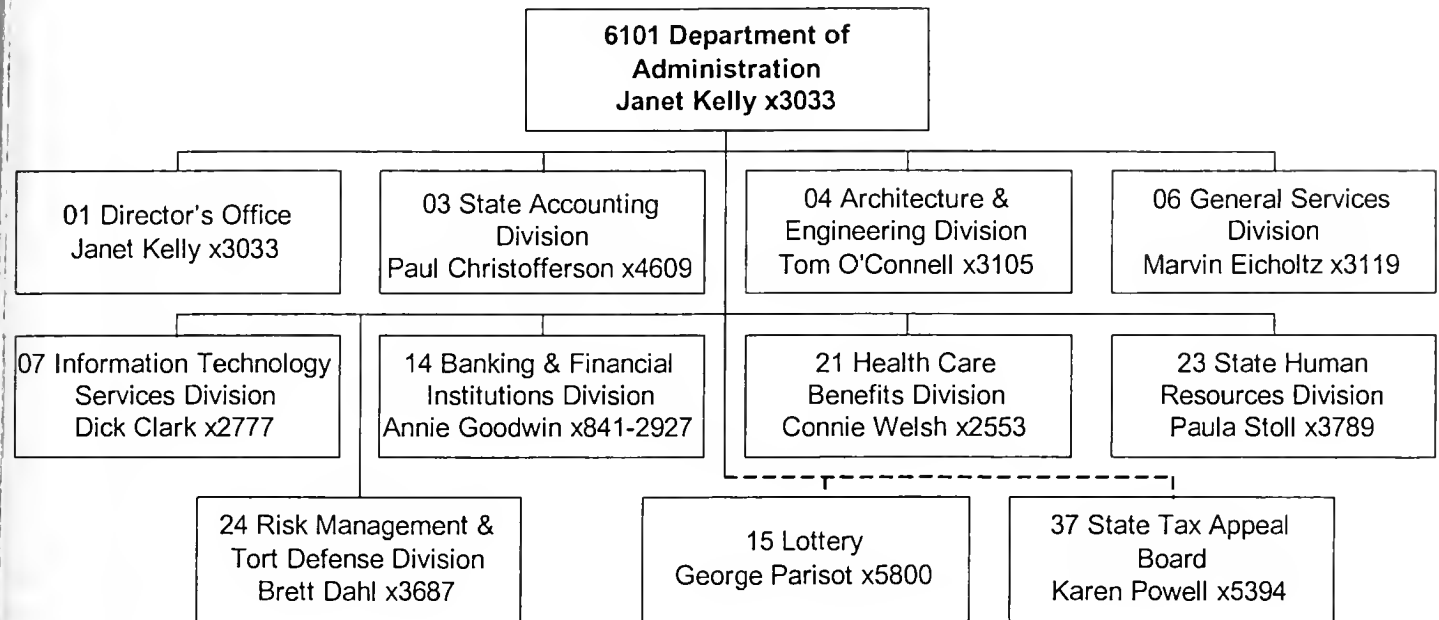 6101 Department of
Administration
Janet Kelly x3033
01 Director's Office
Janet Kelly x3033
03 State Accounting
Division
Paul Christofferson x4609
04 Architecture &
Engineering Division
Tom O'Connell x3105
06 General Services
Division
Marvin Eicholtz x3119
07 Information Technology
Services Division
Dick Clark x2777
14 Banking & Financial
Institutions Division
Annie Goodwin x841-2927
21 Health Care
Benefits Division
Connie Welsh x2553
23 State Human
Resources Division
Paula Stoll x3789
24 Risk Management &
Tort Defense Division
Brett Dahl x3687
15 Lottery
George Parisot x5800
37 State Tax Appeal
Board
Karen Powell x5394